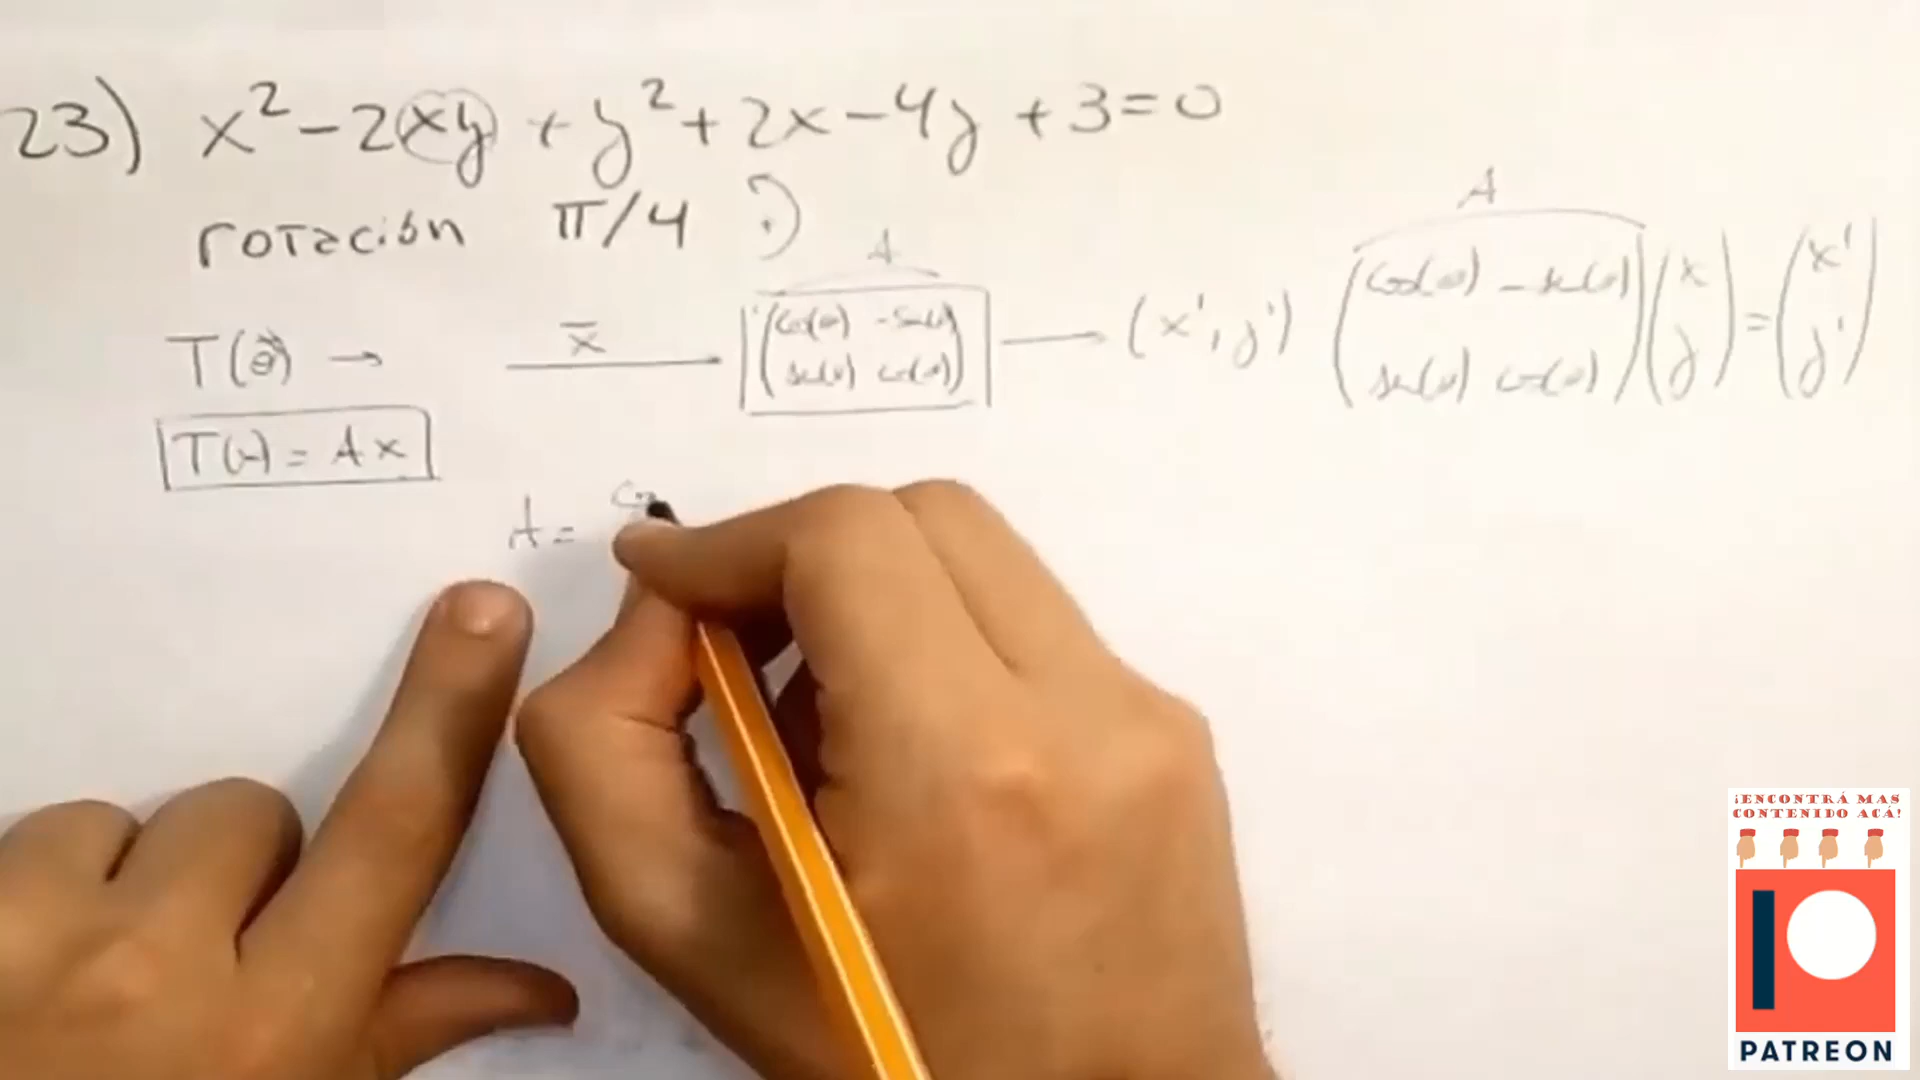 23) x² - 2xy + y² + 2x - 4y + 3 = 0
rotación π/4
A
A
T( ) → x̄ (cos(θ) -sen(θ) sen(θ) cos(θ)) → (x', y') (cos(θ) -sen(θ) sen(θ) cos(θ)) (x y) = (x' y')
T(x) = Ax
A = Co
¡ENCONTRÁ MAS
CONTENIDO ACÁ!
PATREON